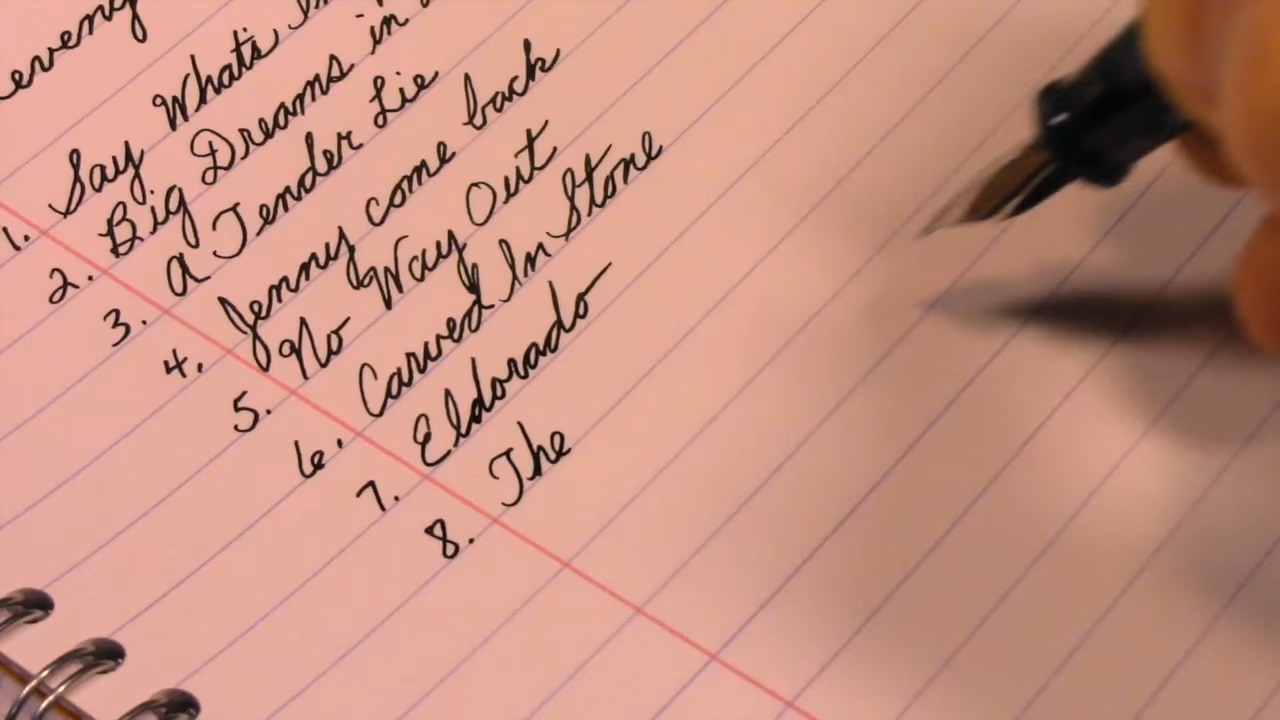 1. Say Whats
2. Big Dreams in
3. a Tender Lie
4. Jenny come back
5. No Way Out
6. Carved In Stone
7. Eldorado
8. The